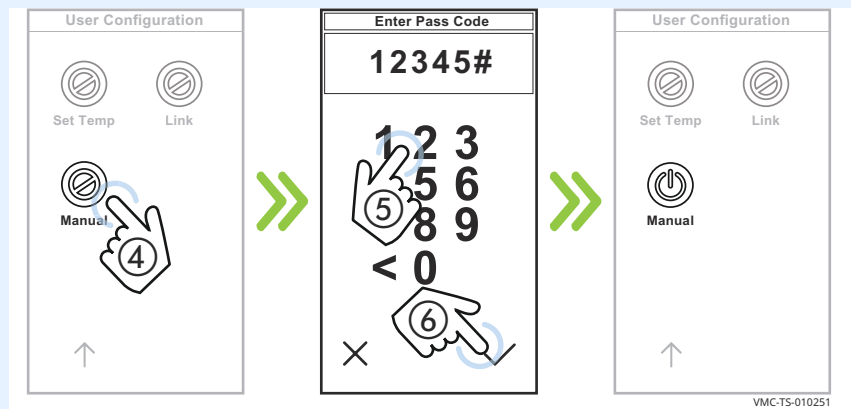 User Configuration
Set Temp Link
Manual
4
Enter Pass Code
12345#
1 2 3
5 6
5
8 9
< 0
6
User Configuration
Set Temp Link
Manual
VMC-TS-010251